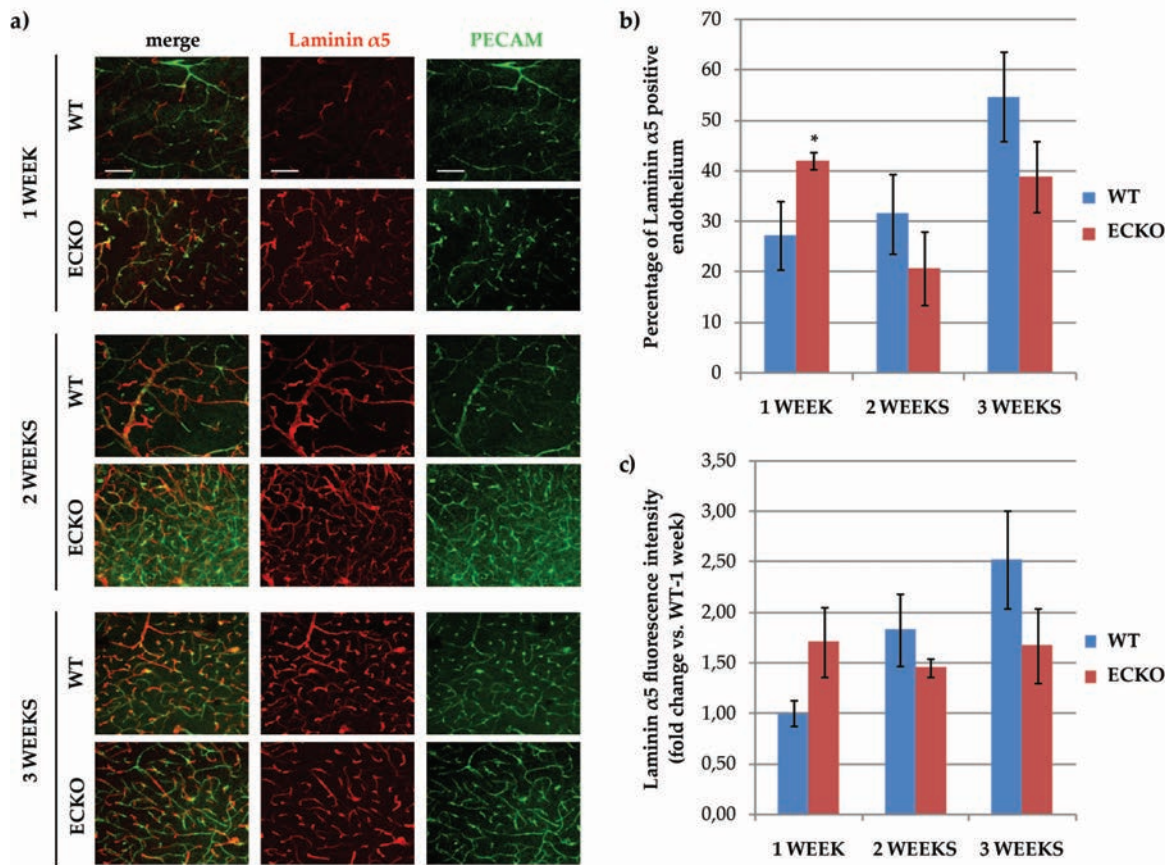 a)
merge Laminin α5 PECAM
1 WEEK
WT
ECKO
2 WEEKS
WT
ECKO
3 WEEKS
WT
ECKO
b)
Percentage of Laminin α5 positive
endothelium
70
60
50
40
30
20
10
0
*
1 WEEK 2 WEEKS 3 WEEKS
WT
ECKO
c)
Laminin α5 fluorescence intensity
(fold change vs. WT-1 week)
3,50
3,00
2,50
2,00
1,50
1,00
0,50
0,00
1 WEEK 2 WEEKS 3 WEEKS
WT
ECKO